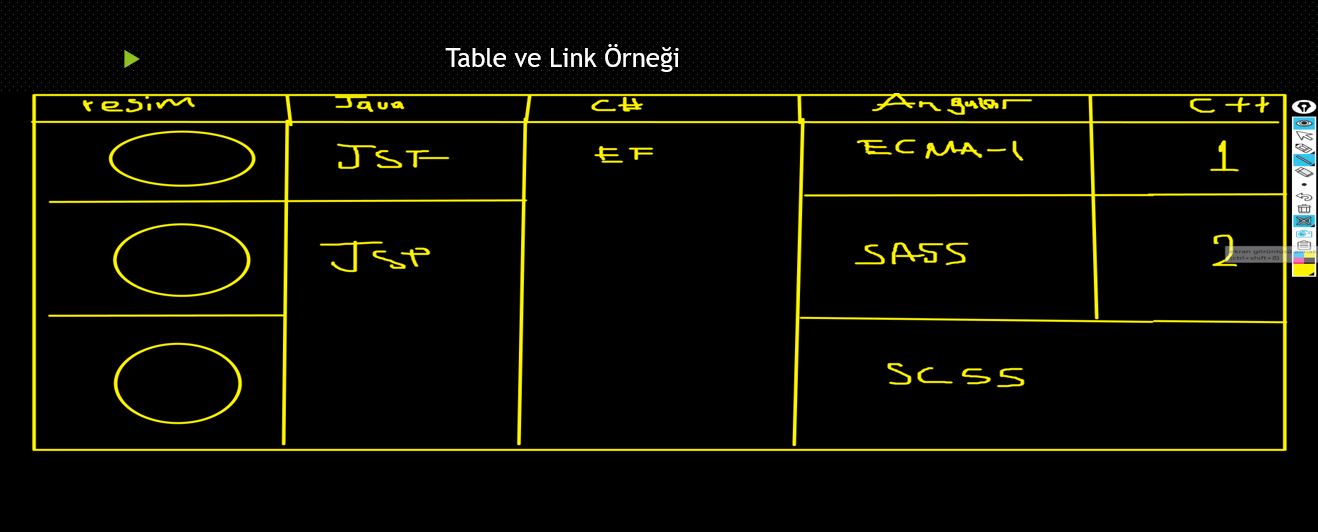 Table ve Link Örneği
resim Java C# Angular C++
JSF EF ECMA-1 1
JSP SASS 2
SCSS